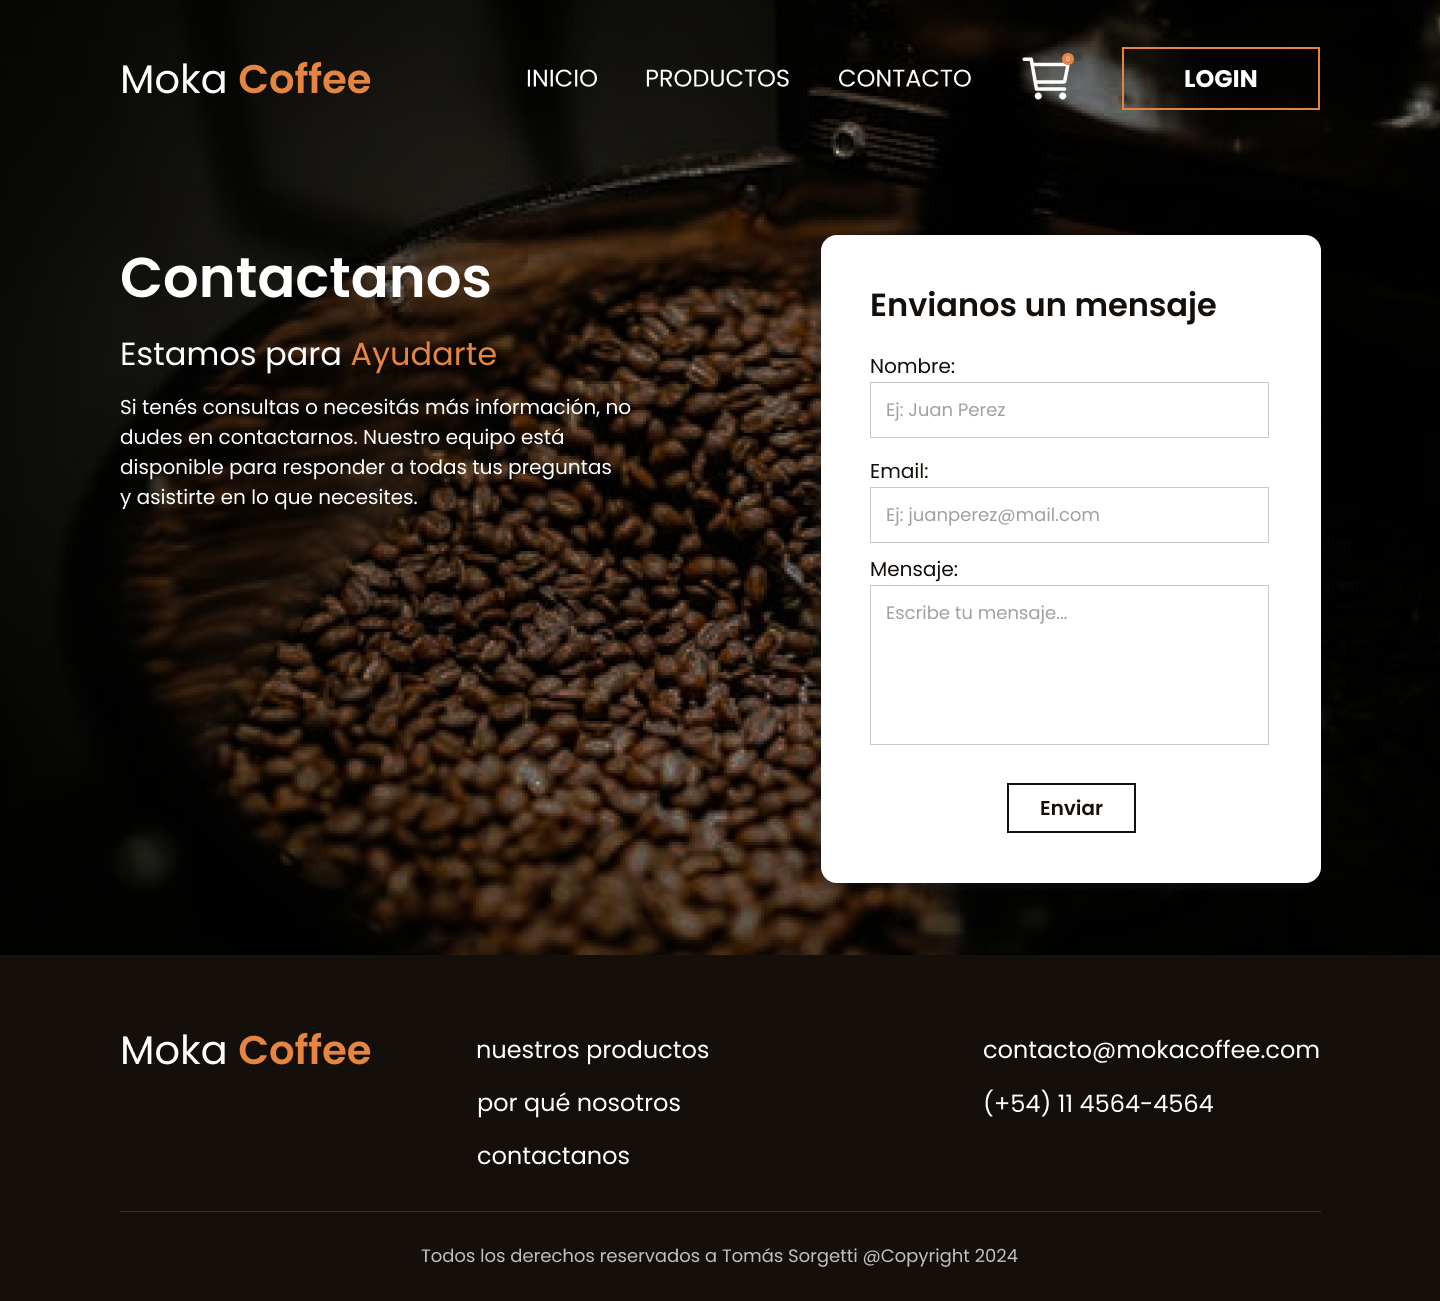 Moka Coffee
INICIO
PRODUCTOS
CONTACTO
0
LOGIN
Contactanos
Estamos para Ayudarte
Si tenés consultas o necesitás más información, no
dudes en contactarnos. Nuestro equipo está
disponible para responder a todas tus preguntas
y asistirte en lo que necesites.
Envianos un mensaje
Nombre:
Ej: Juan Perez
Email:
Ej: juanperez@mail.com
Mensaje:
Escribe tu mensaje...
Enviar
Moka Coffee
nuestros productos
por qué nosotros
contactanos
contacto@mokacoffee.com
(+54) 11 4564-4564
Todos los derechos reservados a Tomás Sorgetti @Copyright 2024